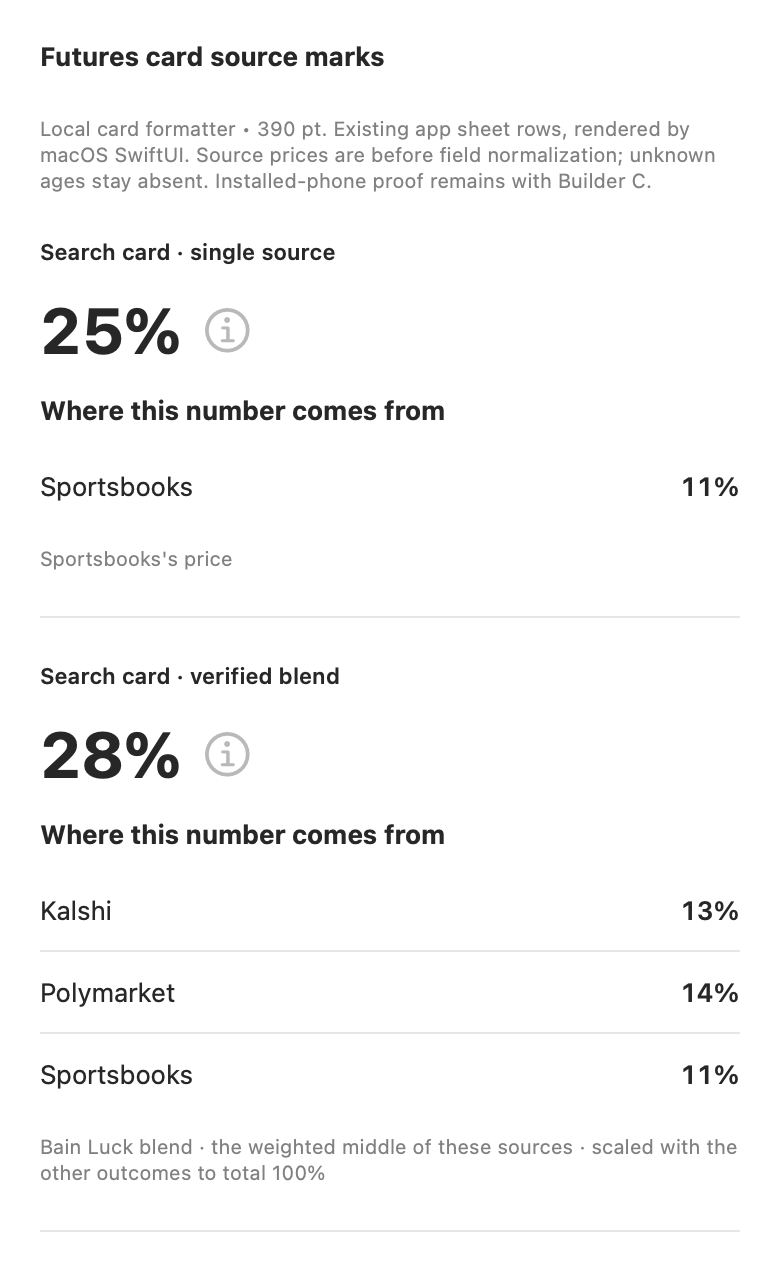 Futures card source marks
Local card formatter • 390 pt. Existing app sheet rows, rendered by
macOS SwiftUI. Source prices are before field normalization; unknown
ages stay absent. Installed-phone proof remains with Builder C.
Search card · single source
25%
Where this number comes from
Sportsbooks 11%
Sportsbooks's price
Search card · verified blend
28%
Where this number comes from
Kalshi 13%
Polymarket 14%
Sportsbooks 11%
Bain Luck blend · the weighted middle of these sources · scaled with the
other outcomes to total 100%